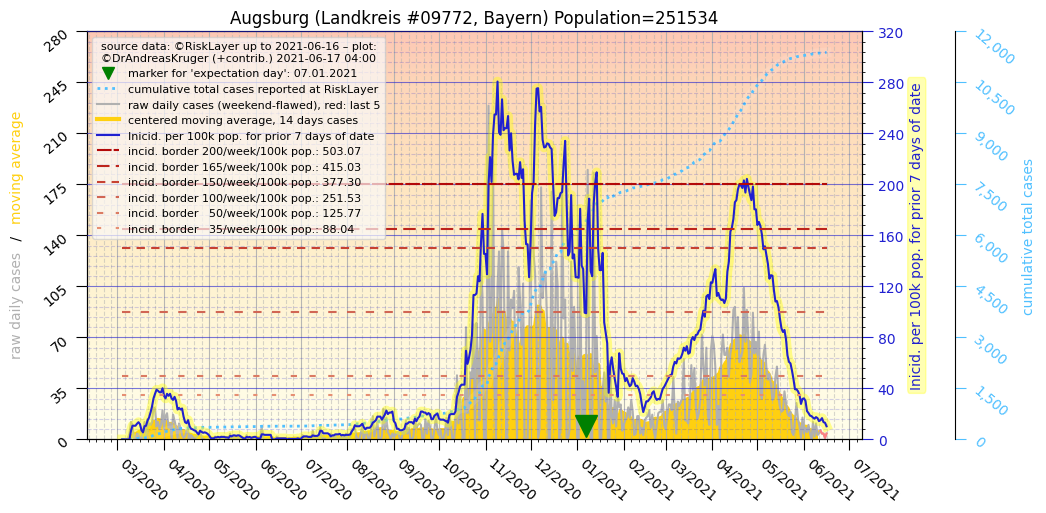 Augsburg (Landkreis #09772, Bayern) Population=251534
source data: ©RiskLayer up to 2021-06-16 – plot:
©DrAndreasKruger (+contrib.) 2021-06-17 04:00
marker for 'expectation day': 07.01.2021
cumulative total cases reported at RiskLayer
raw daily cases (weekend-flawed), red: last 5
centered moving average, 14 days cases
Inicid. per 100k pop. for prior 7 days of date
incid. border 200/week/100k pop.: 503.07
incid. border 165/week/100k pop.: 415.03
incid. border 150/week/100k pop.: 377.30
incid. border 100/week/100k pop.: 251.53
incid. border   50/week/100k pop.: 125.77
incid. border   35/week/100k pop.: 88.04
raw daily cases / moving average
280
245
210
175
140
105
70
35
0
320
280
240
200
160
120
80
40
0
Inicid. per 100k pop. for prior 7 days of date
12,000
10,500
9,000
7,500
6,000
4,500
3,000
1,500
0
cumulative total cases
03/2020
04/2020
05/2020
06/2020
07/2020
08/2020
09/2020
10/2020
11/2020
12/2020
01/2021
02/2021
03/2021
04/2021
05/2021
06/2021
07/2021